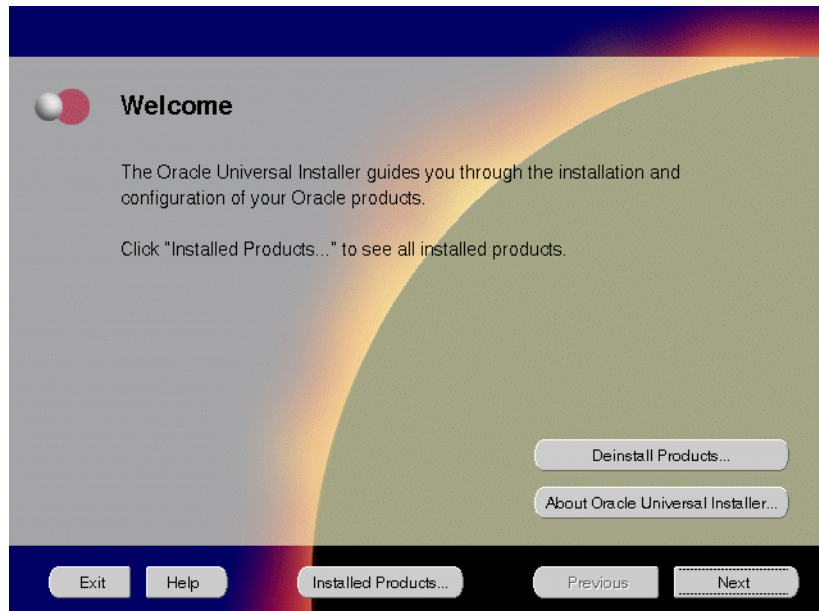 Welcome
The Oracle Universal Installer guides you through the installation and
configuration of your Oracle products.
Click "Installed Products..." to see all installed products.
Deinstall Products...
About Oracle Universal Installer...
Exit
Help
Installed Products...
Previous
Next